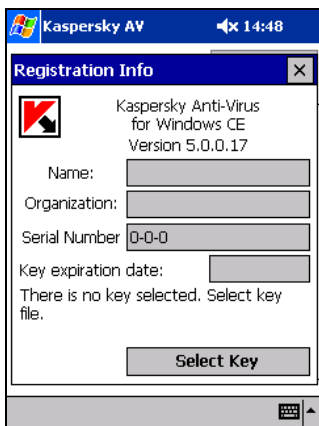 Kaspersky AV 14:48
Registration Info
Kaspersky Anti-Virus
for Windows CE
Version 5.0.0.17
Name:
Organization:
Serial Number 0-0-0
Key expiration date:
There is no key selected. Select key
file.
Select Key